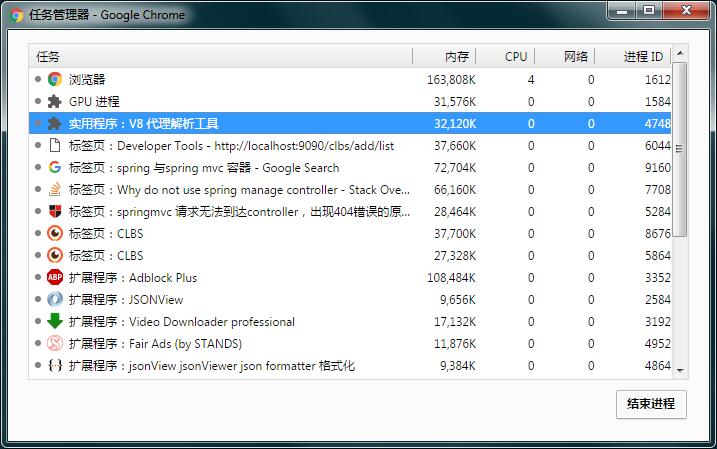 任务管理器 - Google Chrome
任务 内存 CPU 网络 进程 ID
浏览器 163,808K 4 0 1612
GPU 进程 31,576K 0 0 1584
实用程序：V8 代理解析工具 32,120K 0 0 4748
标签页：Developer Tools - http://localhost:9090/clbs/add/list 37,660K 0 0 6044
标签页：spring 与spring mvc 容器 - Google Search 72,704K 0 0 9160
标签页：Why do not use spring manage controller - Stack Ove... 66,160K 0 0 7708
标签页：springmvc 请求无法到达controller，出现404错误的原... 28,464K 0 0 5284
标签页：CLBS 37,700K 0 0 8676
标签页：CLBS 27,328K 0 0 5864
ABP 扩展程序：Adblock Plus 108,484K 0 0 3352
扩展程序：JSONView 9,656K 0 0 2584
扩展程序：Video Downloader professional 17,132K 0 0 3192
扩展程序：Fair Ads (by STANDS) 11,876K 0 0 4952
扩展程序：jsonView jsonViewer json formatter 格式化 9,384K 0 0 4864
结束进程